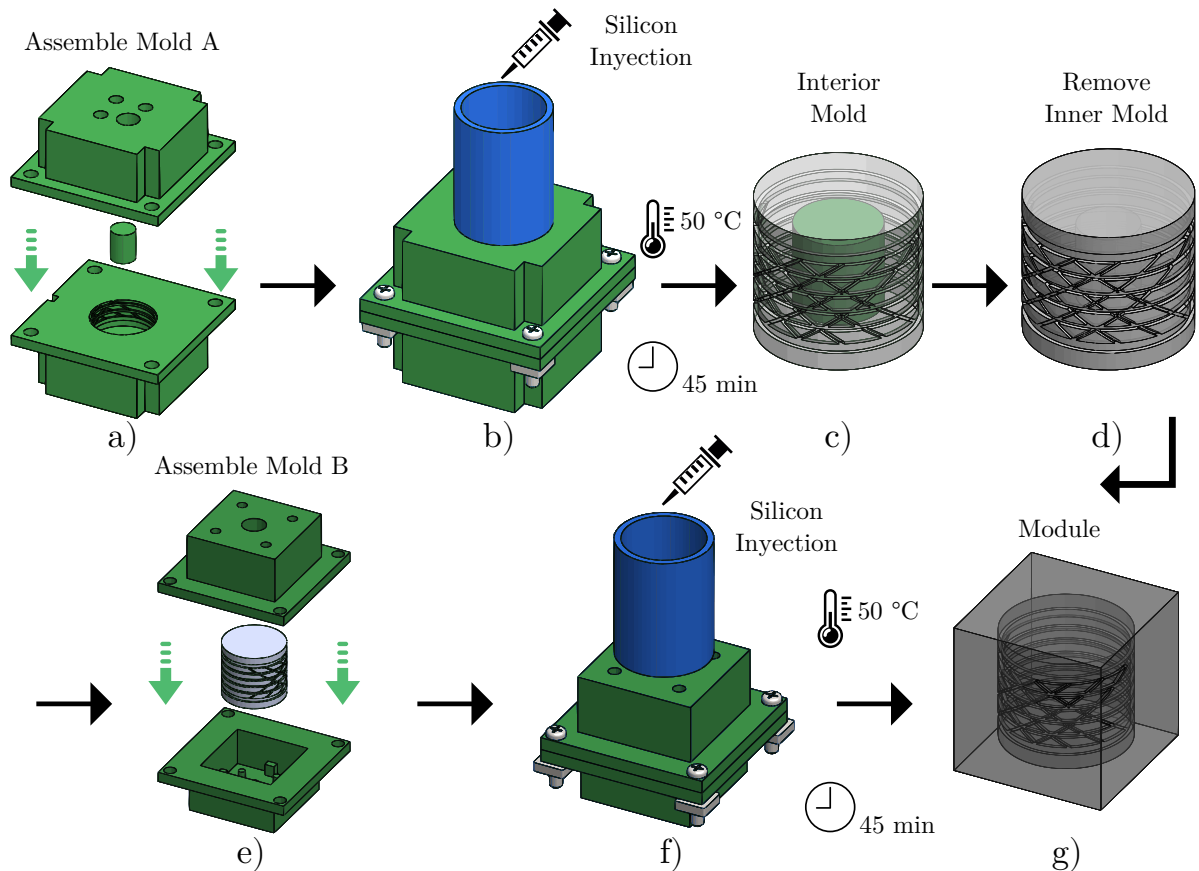 Assemble Mold A
Silicon
Inyection
Interior
Mold
Remove
Inner Mold
50 °C
45 min
a)
b)
c)
d)
Assemble Mold B
Silicon
Inyection
Module
50 °C
45 min
e)
f)
g)